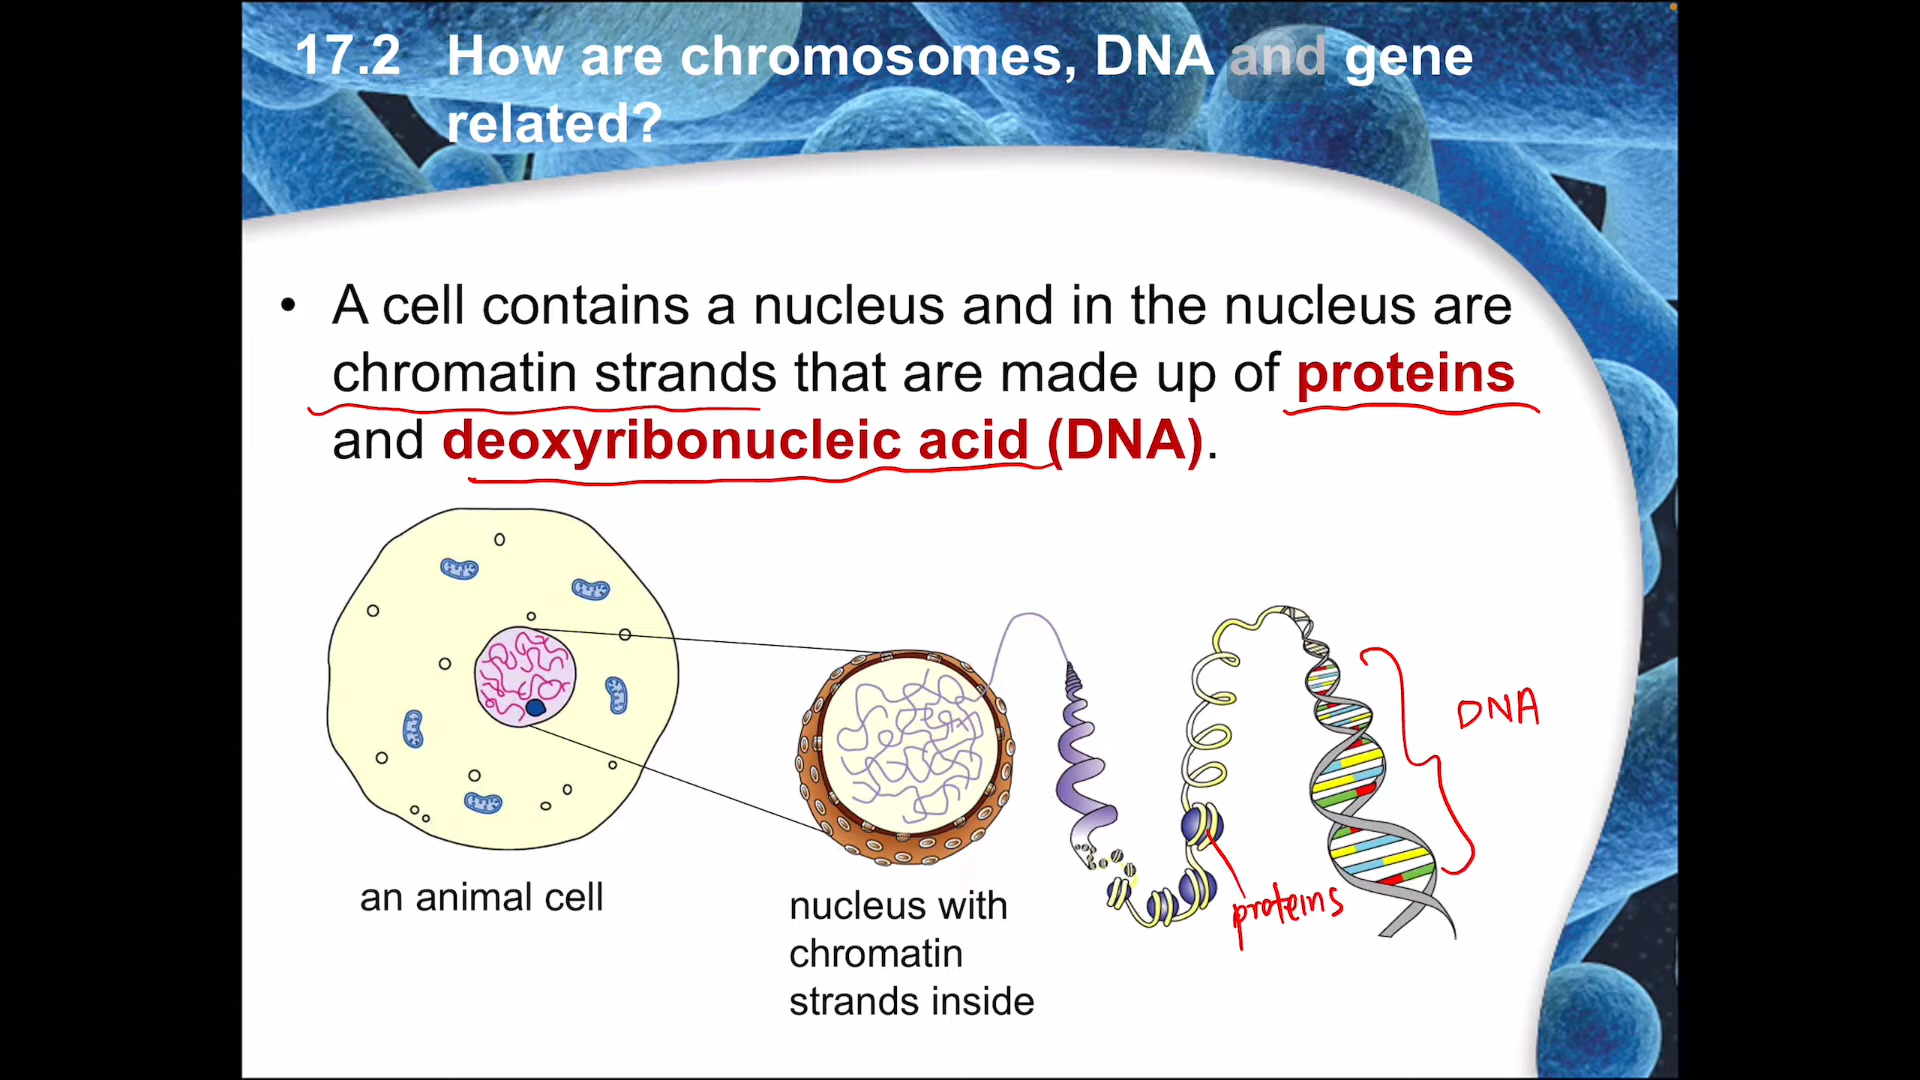 17.2 How are chromosomes, DNA and gene
related?
• A cell contains a nucleus and in the nucleus are
chromatin strands that are made up of proteins
and deoxyribonucleic acid (DNA).
DNA
proteins
an animal cell
nucleus with
chromatin
strands inside